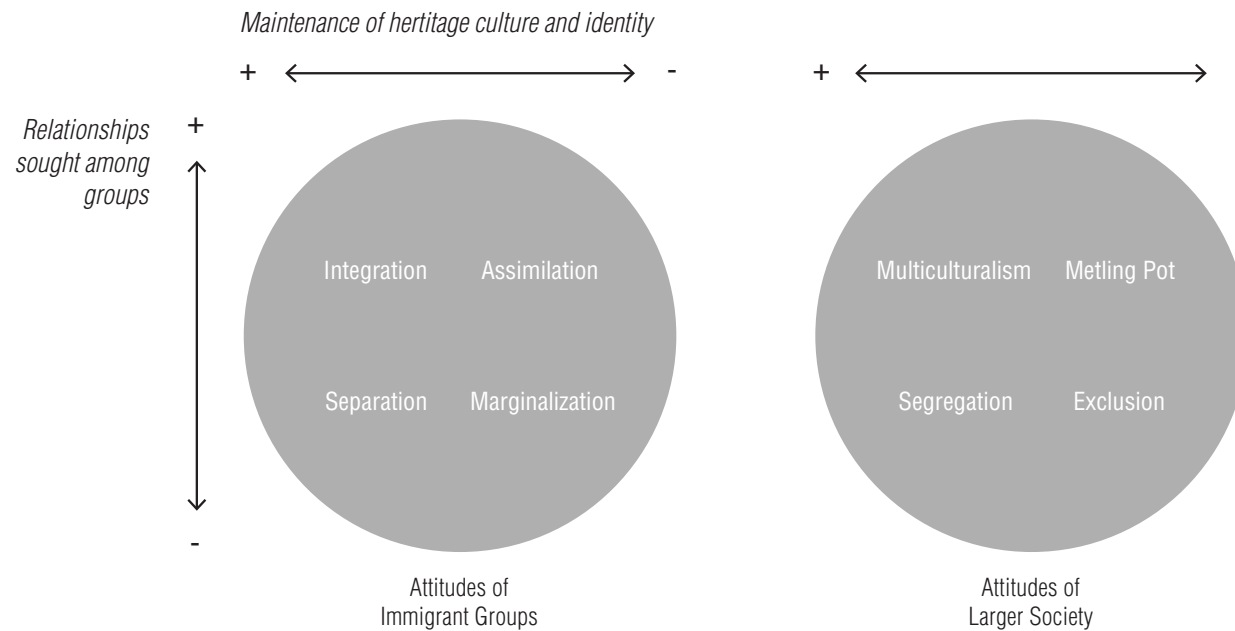 Maintenance of hertitage culture and identity
+ - +
Relationships
sought among
groups
+
Integration Assimilation
Multiculturalism Metling Pot
Separation Marginalization
Segregation Exclusion
-
Attitudes of
Immigrant Groups
Attitudes of
Larger Society